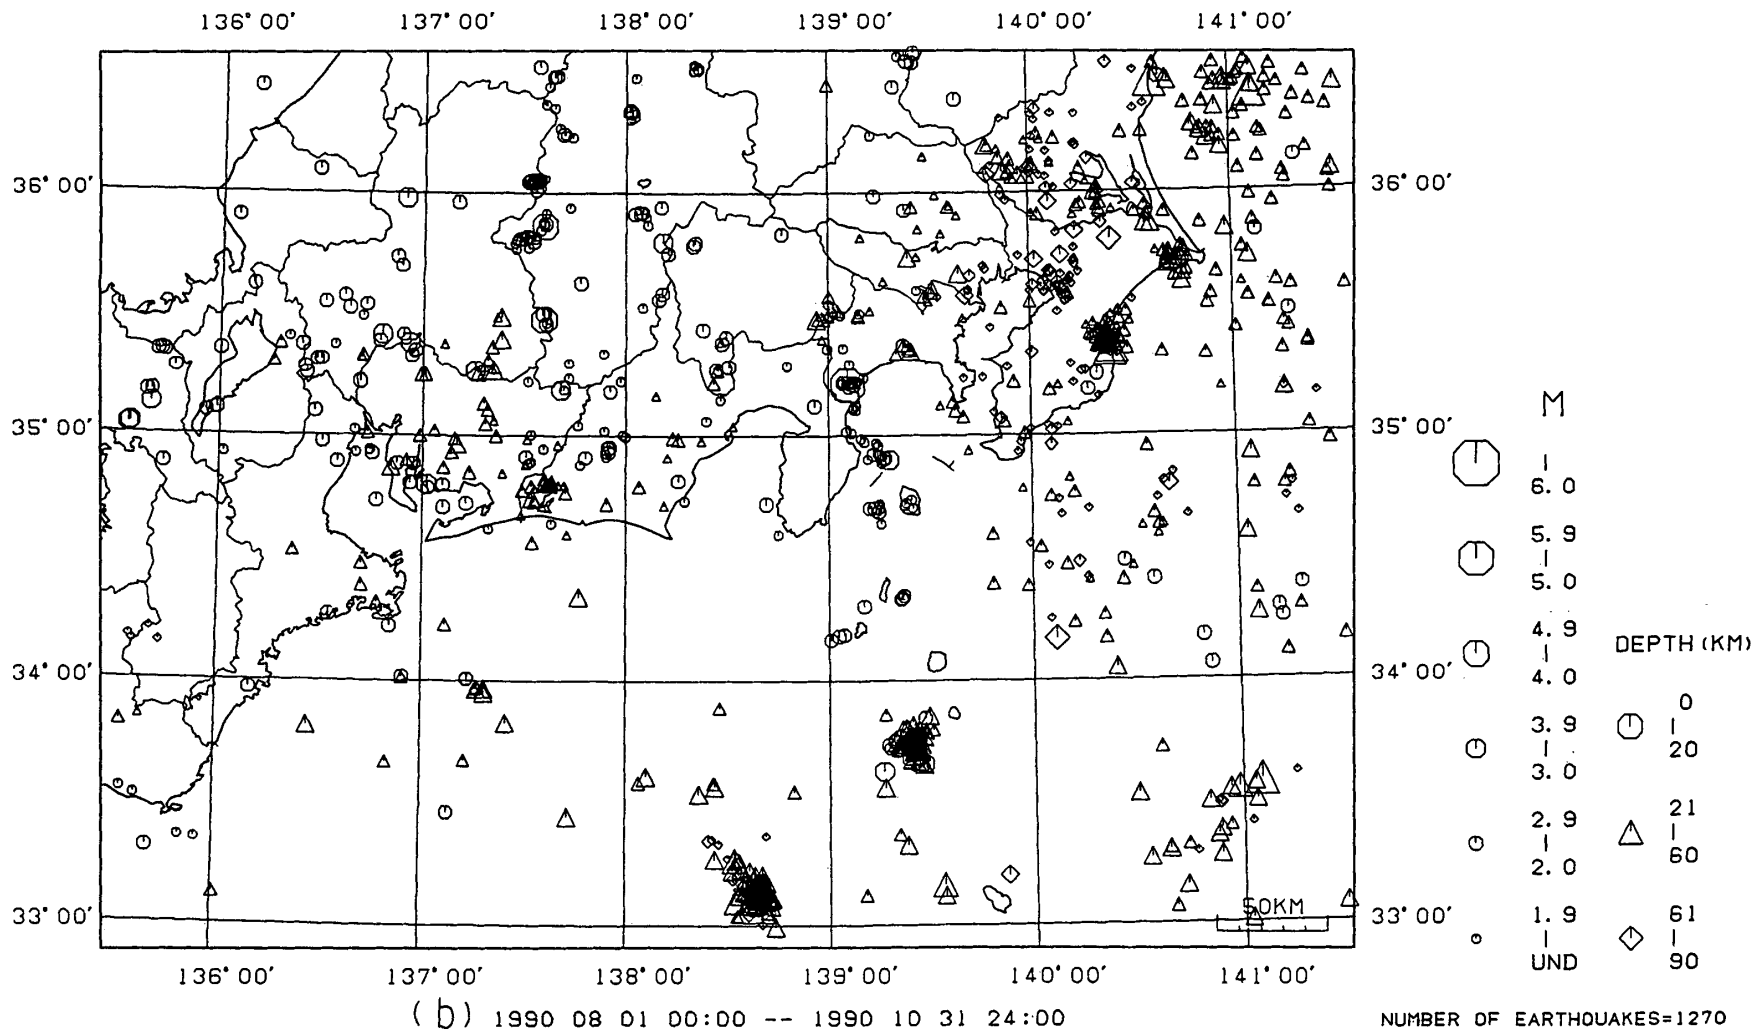 136°00' 137°00' 138°00' 139°00' 140°00' 141°00'
36°00' 36°00'
35°00' 35°00'
34°00' 34°00'
33°00' 33°00'
50KM
136°00' 137°00' 138°00' 139°00' 140°00' 141°00'
M
6.0
5.9
5.0
4.9
4.0
3.9
3.0
2.9
2.0
1.9
UND
DEPTH (KM)
0
20
21
60
61
90
(b) 1990 08 01 00:00 -- 1990 10 31 24:00
NUMBER OF EARTHQUAKES=1270